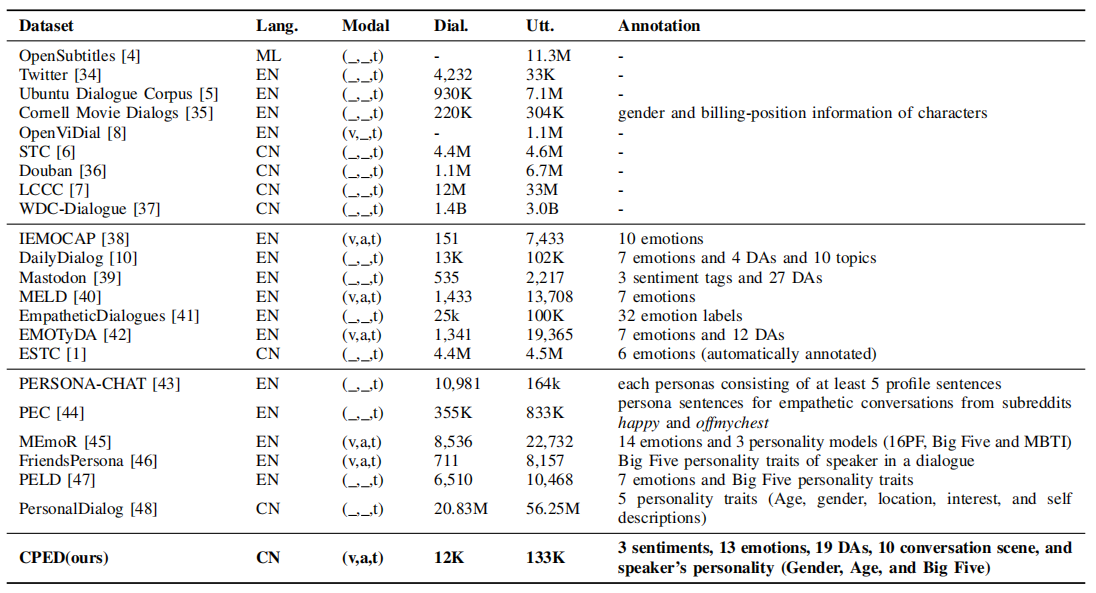 Dataset Lang. Modal Dial. Utt. Annotation
OpenSubtitles [4] ML (_,_,t) - 11.3M -
Twitter [34] EN (_,_,t) 4,232 33K -
Ubuntu Dialogue Corpus [5] EN (_,_,t) 930K 7.1M -
Cornell Movie Dialogs [35] EN (_,_,t) 220K 304K gender and billing-position information of characters
OpenViDial [8] EN (v,_,t) - 1.1M -
STC [6] CN (_,_,t) 4.4M 4.6M -
Douban [36] CN (_,_,t) 1.1M 6.7M -
LCCC [7] CN (_,_,t) 12M 33M -
WDC-Dialogue [37] CN (_,_,t) 1.4B 3.0B -
IEMOCAP [38] EN (v,a,t) 151 7,433 10 emotions
DailyDialog [10] EN (_,_,t) 13K 102K 7 emotions and 4 DAs and 10 topics
Mastodon [39] EN (_,_,t) 535 2,217 3 sentiment tags and 27 DAs
MELD [40] EN (v,a,t) 1,433 13,708 7 emotions
EmpatheticDialogues [41] EN (_,_,t) 25k 100K 32 emotion labels
EMOTyDA [42] EN (v,a,t) 1,341 19,365 7 emotions and 12 DAs
ESTC [1] CN (_,_,t) 4.4M 4.5M 6 emotions (automatically annotated)
PERSONA-CHAT [43] EN (_,_,t) 10,981 164k each personas consisting of at least 5 profile sentences
PEC [44] EN (_,_,t) 355K 833K persona sentences for empathetic conversations from subreddits
happy and offmychest
MEmoR [45] EN (v,a,t) 8,536 22,732 14 emotions and 3 personality models (16PF, Big Five and MBTI)
FriendsPersona [46] EN (v,a,t) 711 8,157 Big Five personality traits of speaker in a dialogue
PELD [47] EN (_,_,t) 6,510 10,468 7 emotions and Big Five personality traits
PersonalDialog [48] CN (_,_,t) 20.83M 56.25M 5 personality traits (Age, gender, location, interest, and self
descriptions)
CPED(ours) CN (v,a,t) 12K 133K 3 sentiments, 13 emotions, 19 DAs, 10 conversation scene, and
speaker's personality (Gender, Age, and Big Five)